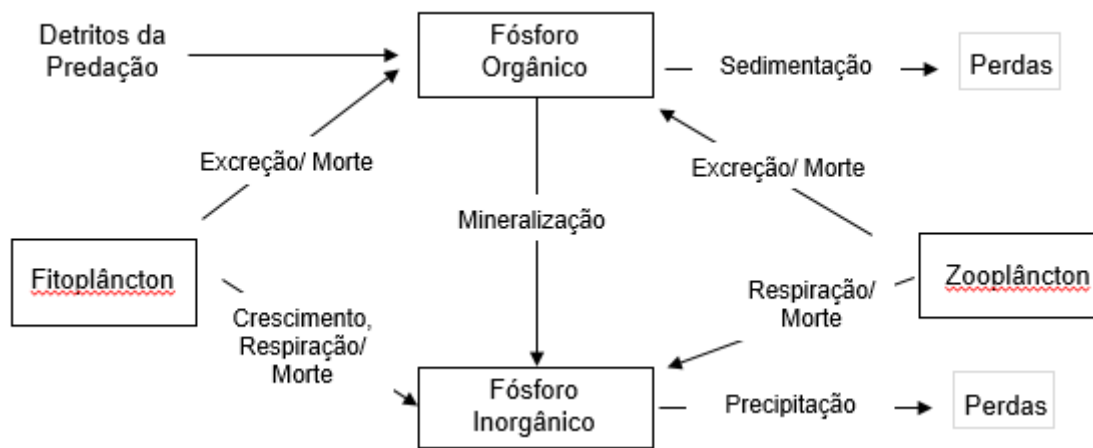 Detritos da
Predação
Fósforo
Orgânico
Sedimentação
Perdas
Excreção/ Morte
Excreção/ Morte
Mineralização
Fitoplâncton
Zooplâncton
Crescimento,
Respiração/
Morte
Respiração/
Morte
Fósforo
Inorgânico
Precipitação
Perdas